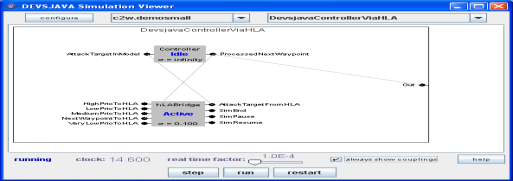 DEVSJAVA Simulation Viewer
configure c2w.demosmall DevsjavaControllerViaHLA
DevsjavaControllerViaHLA
Controller
AttackTargetInModel Idle ProcessedNextWaypoint
σ = infinity
Out
HighPrioToHLA hLABridge AttackTargetFromHLA
LowPrioToHLA SimEnd
MediumPrioToHLA Active SimPause
NextWaypointToHLA SimResume
VeryLowPrioToHLA σ = 0.100
running clock: 14.600 real time factor: 1.0E-4 always show couplings help
step run restart